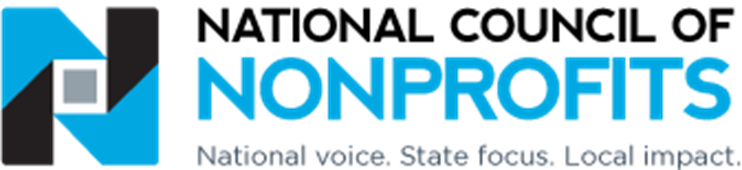 NATIONAL COUNCIL OF
NONPROFITS
National voice. State focus. Local impact.